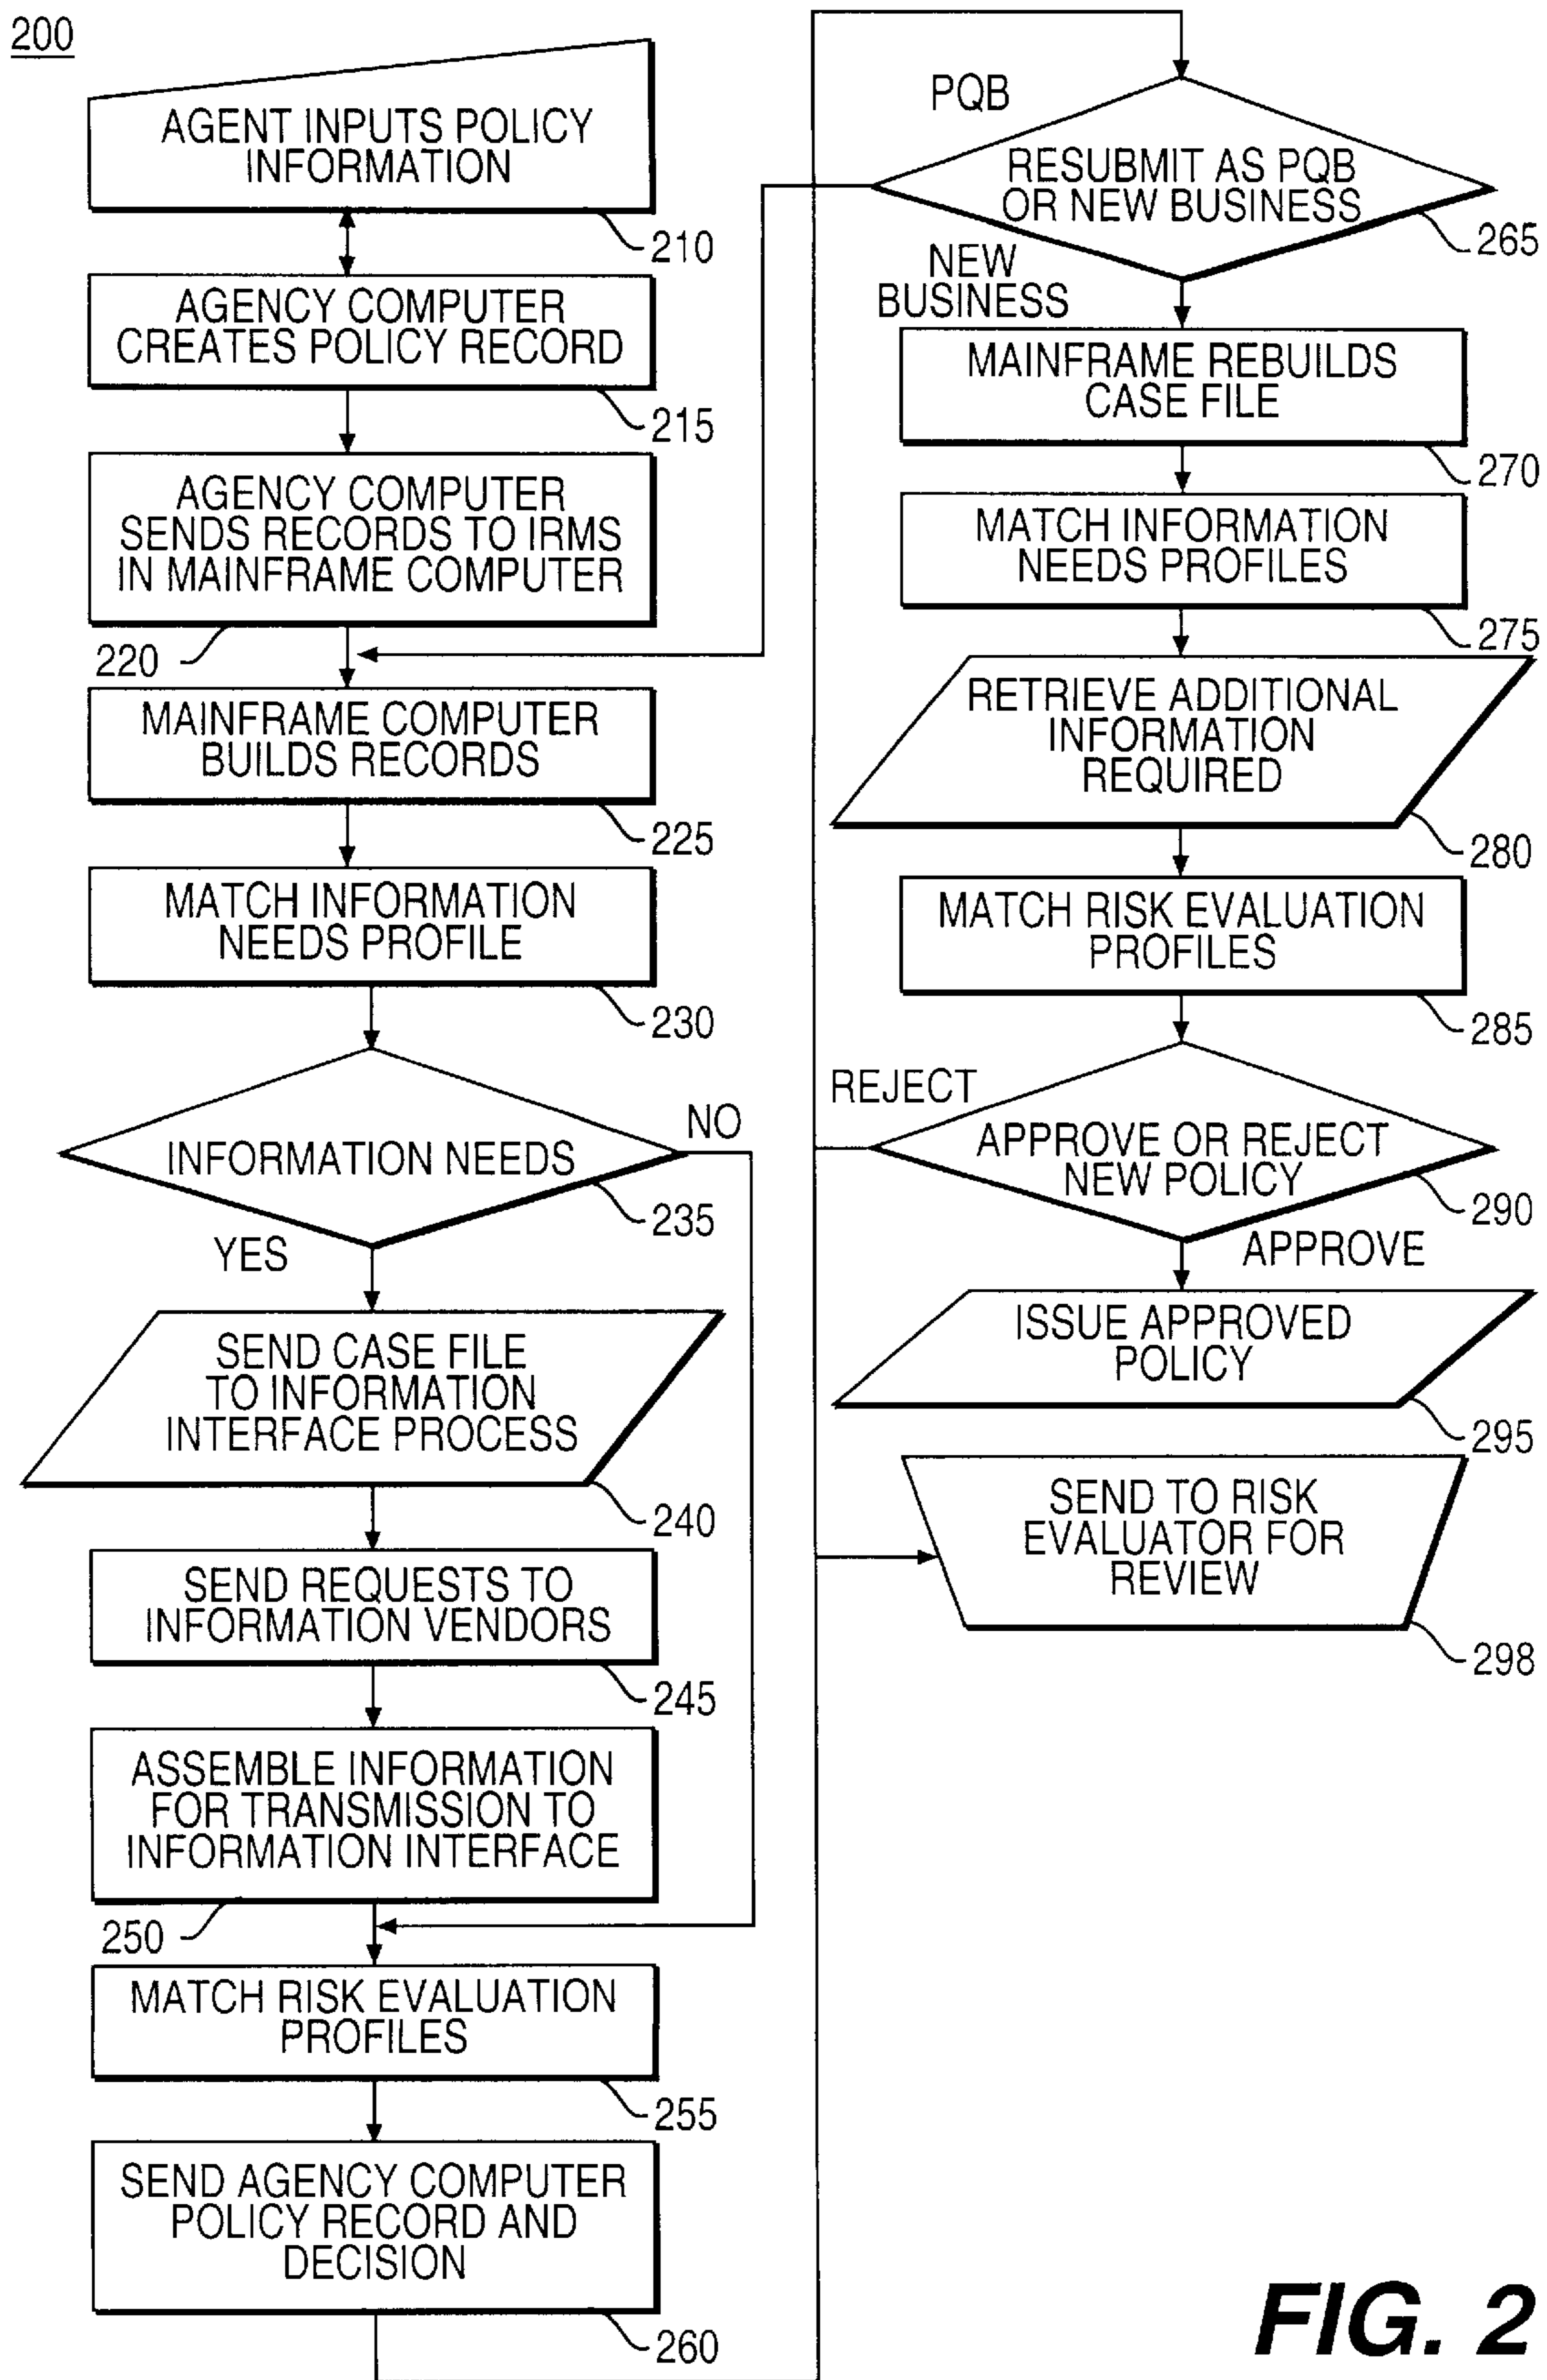 200
AGENT INPUTS POLICY
INFORMATION
210
AGENCY COMPUTER
CREATES POLICY RECORD
215
AGENCY COMPUTER
SENDS RECORDS TO IRMS
IN MAINFRAME COMPUTER
220
MAINFRAME COMPUTER
BUILDS RECORDS
225
MATCH INFORMATION
NEEDS PROFILE
230
INFORMATION NEEDS
NO
235
YES
SEND CASE FILE
TO INFORMATION
INTERFACE PROCESS
240
SEND REQUESTS TO
INFORMATION VENDORS
245
ASSEMBLE INFORMATION
FOR TRANSMISSION TO
INFORMATION INTERFACE
250
MATCH RISK EVALUATION
PROFILES
255
SEND AGENCY COMPUTER
POLICY RECORD AND
DECISION
260
PQB
RESUBMIT AS PQB
OR NEW BUSINESS
265
NEW
BUSINESS
MAINFRAME REBUILDS
CASE FILE
270
MATCH INFORMATION
NEEDS PROFILES
275
RETRIEVE ADDITIONAL
INFORMATION
REQUIRED
280
MATCH RISK EVALUATION
PROFILES
285
REJECT
APPROVE OR REJECT
NEW POLICY
290
APPROVE
ISSUE APPROVED
POLICY
295
SEND TO RISK
EVALUATOR FOR
REVIEW
298
FIG. 2